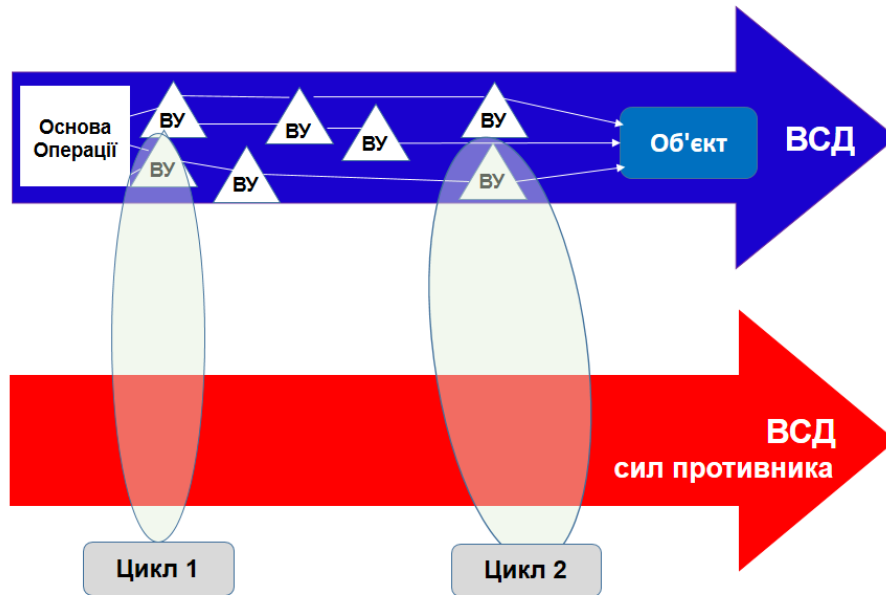 Основа
Операції
ВУ
ВУ
ВУ
ВУ
ВУ
ВУ
ВУ
Об'єкт
ВСД
ВСД
сил противника
Цикл 1
Цикл 2